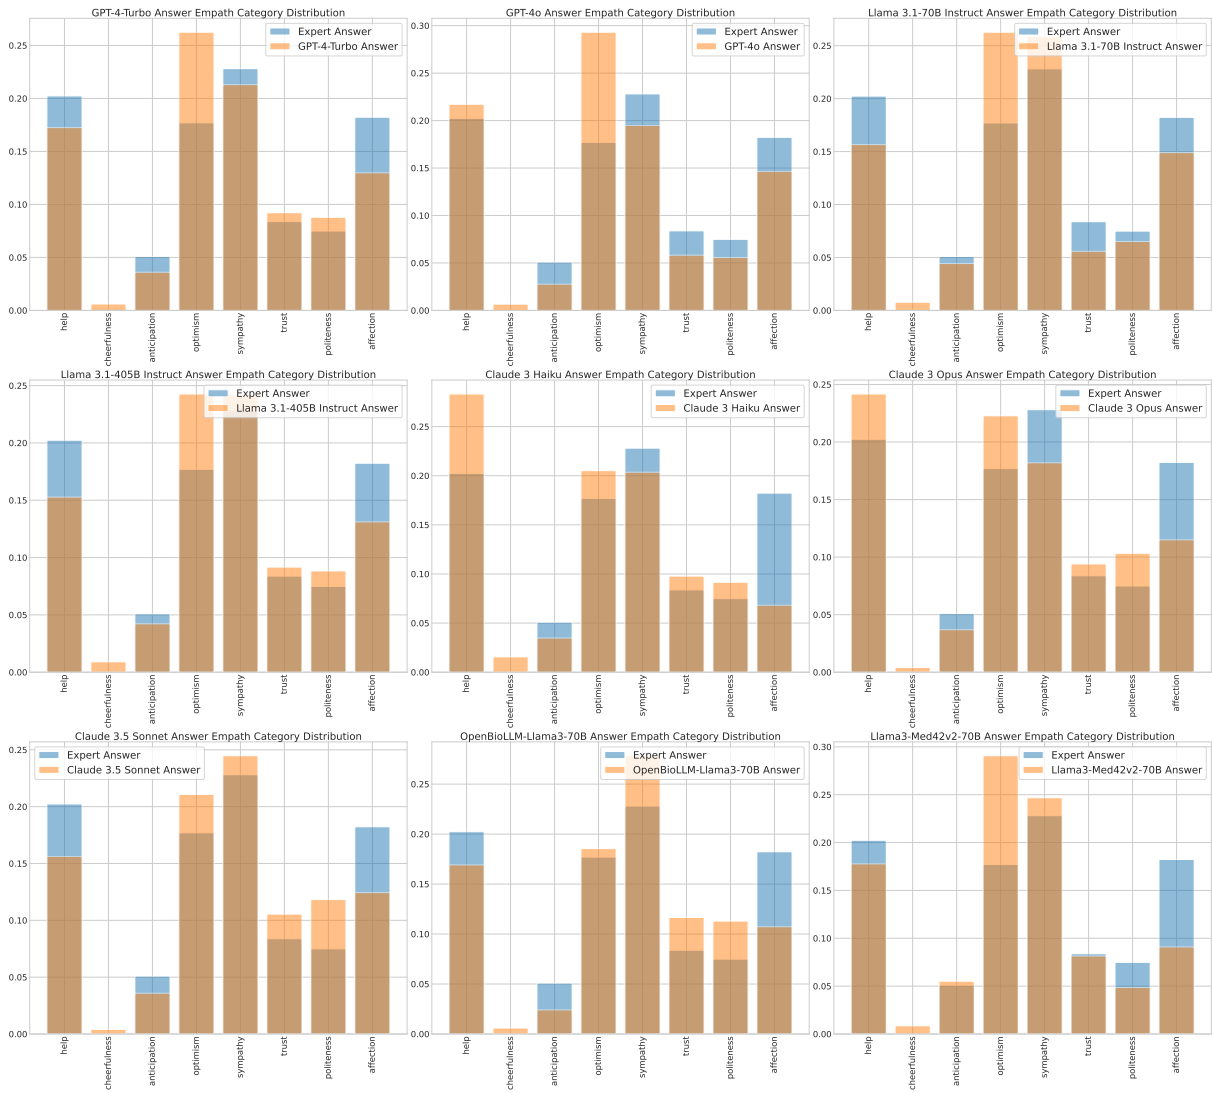 GPT-4-Turbo Answer Empath Category Distribution
Expert Answer
GPT-4-Turbo Answer
0.25
0.20
0.15
0.10
0.05
0.00
help
cheerfulness
anticipation
optimism
sympathy
trust
politeness
affection
GPT-4o Answer Empath Category Distribution
Expert Answer
GPT-4o Answer
0.30
0.25
0.20
0.15
0.10
0.05
0.00
help
cheerfulness
anticipation
optimism
sympathy
trust
politeness
affection
Llama 3.1-70B Instruct Answer Empath Category Distribution
Expert Answer
Llama 3.1-70B Instruct Answer
0.25
0.20
0.15
0.10
0.05
0.00
help
cheerfulness
anticipation
optimism
sympathy
trust
politeness
affection
Llama 3.1-405B Instruct Answer Empath Category Distribution
Expert Answer
Llama 3.1-405B Instruct Answer
0.25
0.20
0.15
0.10
0.05
0.00
help
cheerfulness
anticipation
optimism
sympathy
trust
politeness
affection
Claude 3 Haiku Answer Empath Category Distribution
Expert Answer
Claude 3 Haiku Answer
0.25
0.20
0.15
0.10
0.05
0.00
help
cheerfulness
anticipation
optimism
sympathy
trust
politeness
affection
Claude 3 Opus Answer Empath Category Distribution
Expert Answer
Claude 3 Opus Answer
0.25
0.20
0.15
0.10
0.05
0.00
help
cheerfulness
anticipation
optimism
sympathy
trust
politeness
affection
Claude 3.5 Sonnet Answer Empath Category Distribution
Expert Answer
Claude 3.5 Sonnet Answer
0.25
0.20
0.15
0.10
0.05
0.00
help
cheerfulness
anticipation
optimism
sympathy
trust
politeness
affection
OpenBioLLM-Llama3-70B Answer Empath Category Distribution
Expert Answer
OpenBioLLM-Llama3-70B Answer
0.25
0.20
0.15
0.10
0.05
0.00
help
cheerfulness
anticipation
optimism
sympathy
trust
politeness
affection
Llama3-Med42v2-70B Answer Empath Category Distribution
Expert Answer
Llama3-Med42v2-70B Answer
0.30
0.25
0.20
0.15
0.10
0.05
0.00
help
cheerfulness
anticipation
optimism
sympathy
trust
politeness
affection